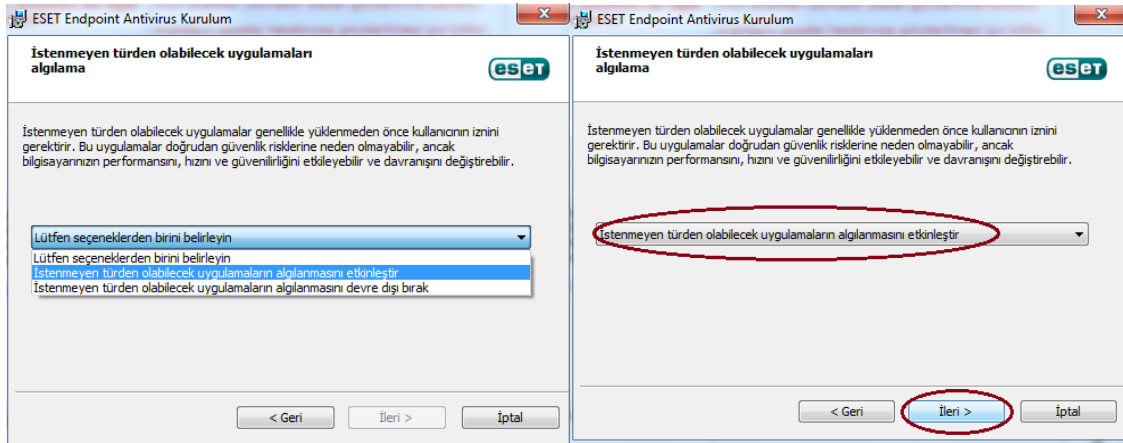 ESET Endpoint Antivirus Kurulum
İstenmeyen türden olabilecek uygulamaları
algılama
eseT
İstenmeyen türden olabilecek uygulamalar genellikle yüklenmeden önce kullanıcının iznini
gerektirir. Bu uygulamalar doğrudan güvenlik risklerine neden olmayabilir, ancak
bilgisayarınızın performansını, hızını ve güvenilirliğini etkileyebilir ve davranışını değiştirebilir.
Lütfen seçeneklerden birini belirleyin
Lütfen seçeneklerden birini belirleyin
İstenmeyen türden olabilecek uygulamaların algılanmasını etkinleştir
İstenmeyen türden olabilecek uygulamaların algılanmasını devre dışı bırak
< Geri
İleri >
İptal
ESET Endpoint Antivirus Kurulum
İstenmeyen türden olabilecek uygulamaları
algılama
eseT
İstenmeyen türden olabilecek uygulamalar genellikle yüklenmeden önce kullanıcının iznini
gerektirir. Bu uygulamalar doğrudan güvenlik risklerine neden olmayabilir, ancak
bilgisayarınızın performansını, hızını ve güvenilirliğini etkileyebilir ve davranışını değiştirebilir.
İstenmeyen türden olabilecek uygulamaların algılanmasını etkinleştir
< Geri
İleri >
İptal